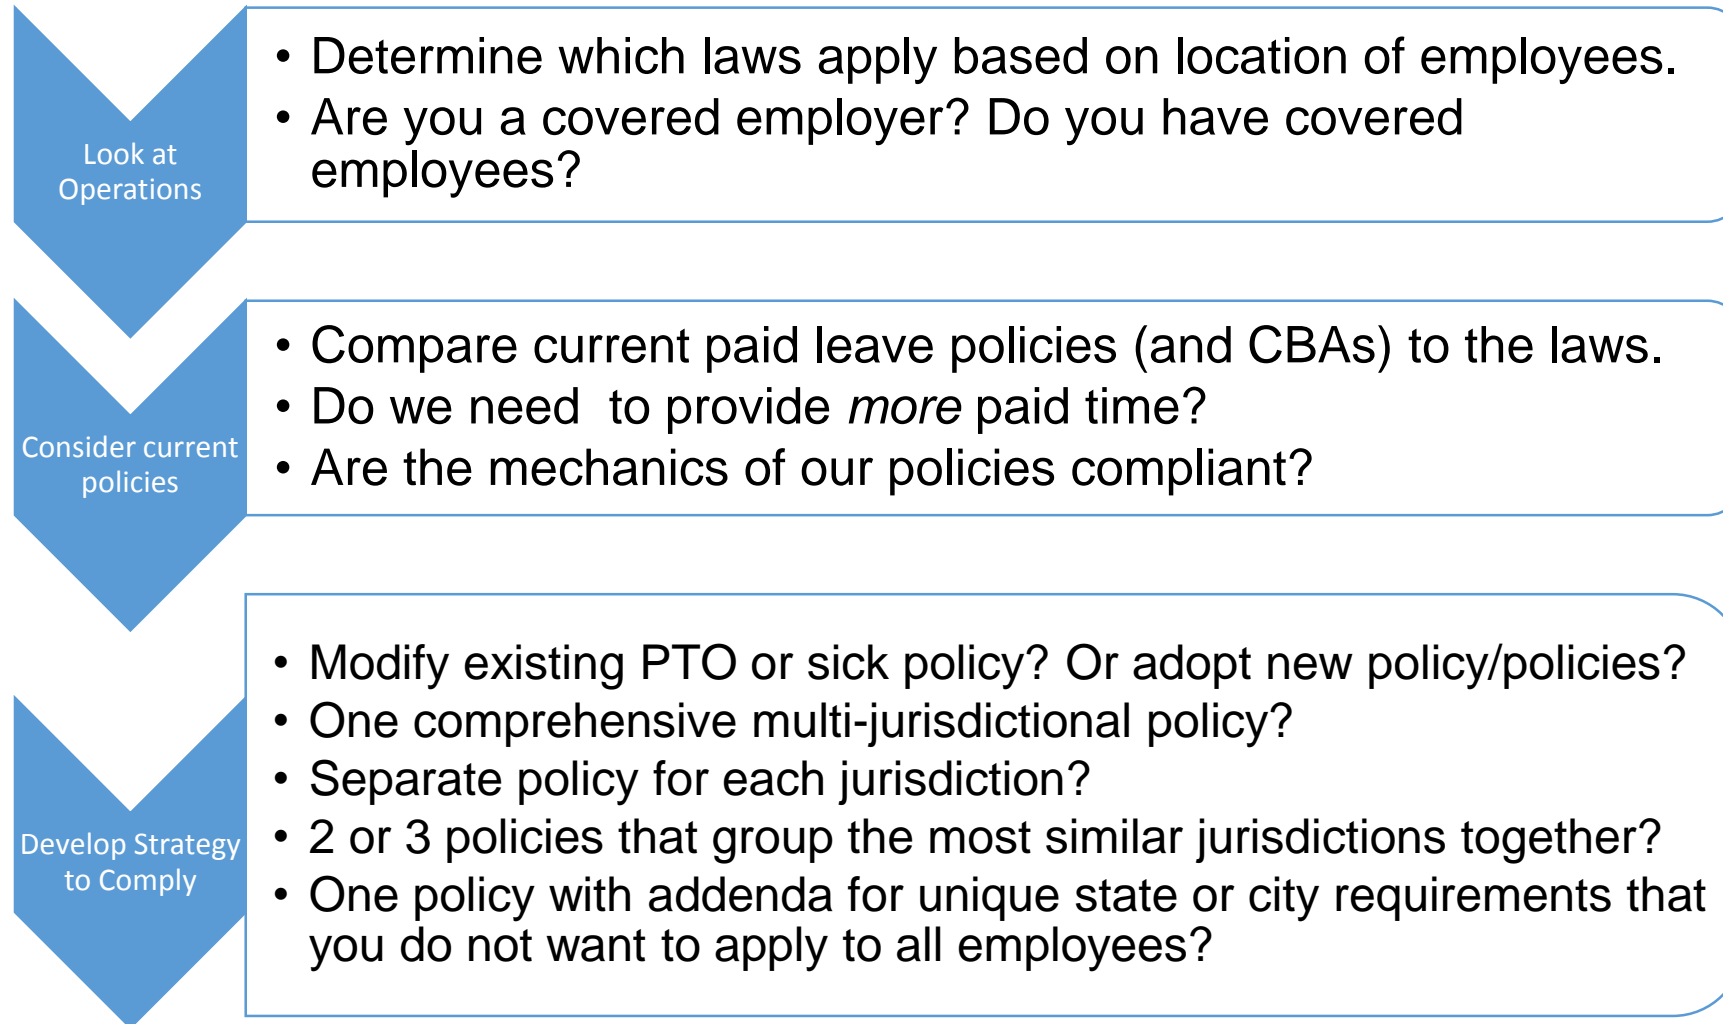 Look at
Operations
• Determine which laws apply based on location of employees.
• Are you a covered employer? Do you have covered
employees?
Consider current
policies
• Compare current paid leave policies (and CBAs) to the laws.
• Do we need  to provide more paid time?
• Are the mechanics of our policies compliant?
Develop Strategy
to Comply
• Modify existing PTO or sick policy? Or adopt new policy/policies?
• One comprehensive multi-jurisdictional policy?
• Separate policy for each jurisdiction?
• 2 or 3 policies that group the most similar jurisdictions together?
• One policy with addenda for unique state or city requirements that
you do not want to apply to all employees?